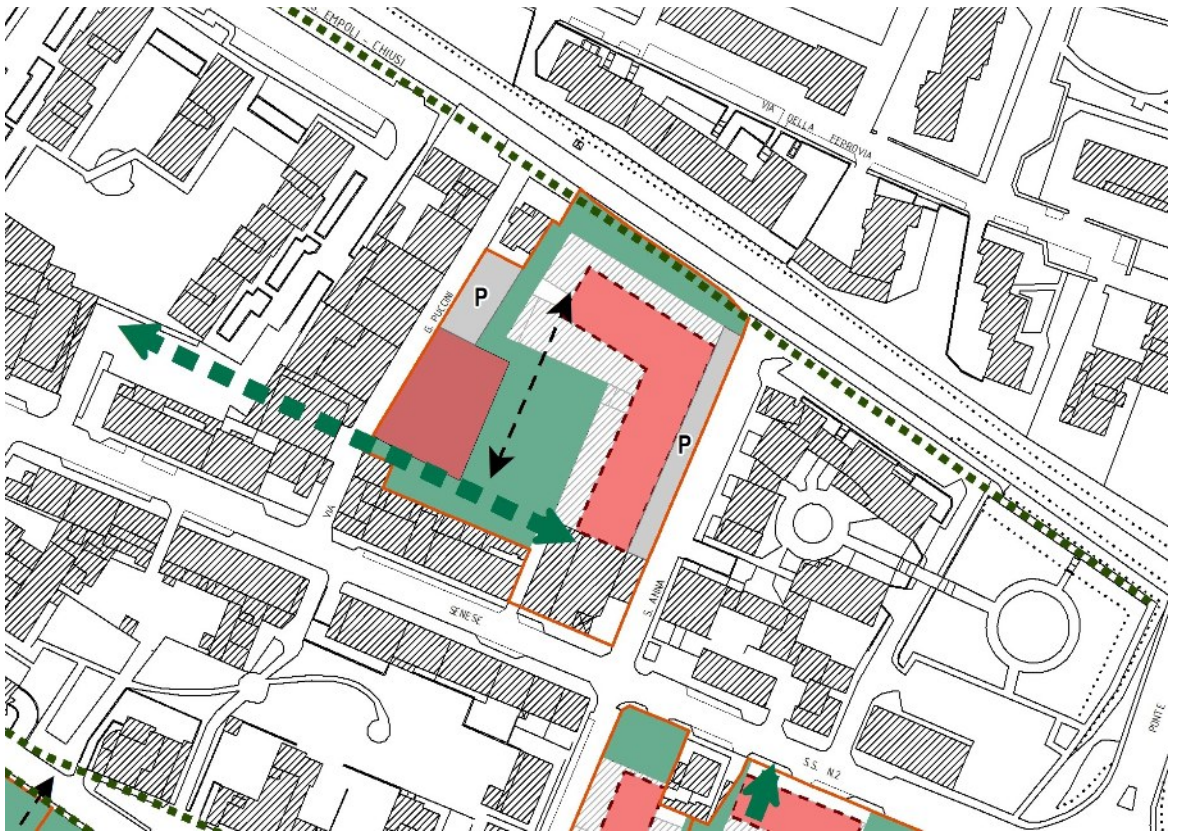 S. EMPOLI - CHIUSI
VIA DELLA FERROVIA
P
G. PUCCINI
P
VIA
SENESE
S. ANNA
S.S. N.2
PONTE